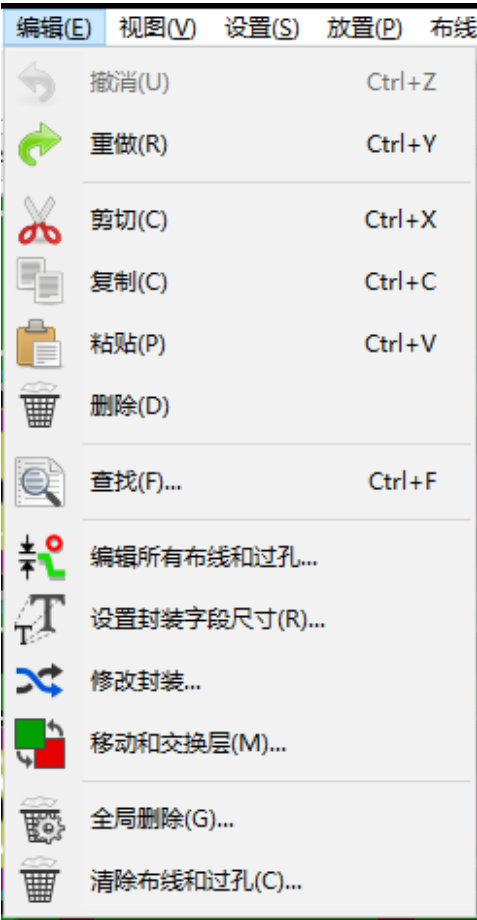 编辑(E) 视图(V) 设置(S) 放置(P) 布线
撤消(U) Ctrl+Z
重做(R) Ctrl+Y
剪切(C) Ctrl+X
复制(C) Ctrl+C
粘贴(P) Ctrl+V
删除(D)
查找(F)... Ctrl+F
编辑所有布线和过孔...
设置封装字段尺寸(R)...
修改封装...
移动和交换层(M)...
全局删除(G)...
清除布线和过孔(C)...